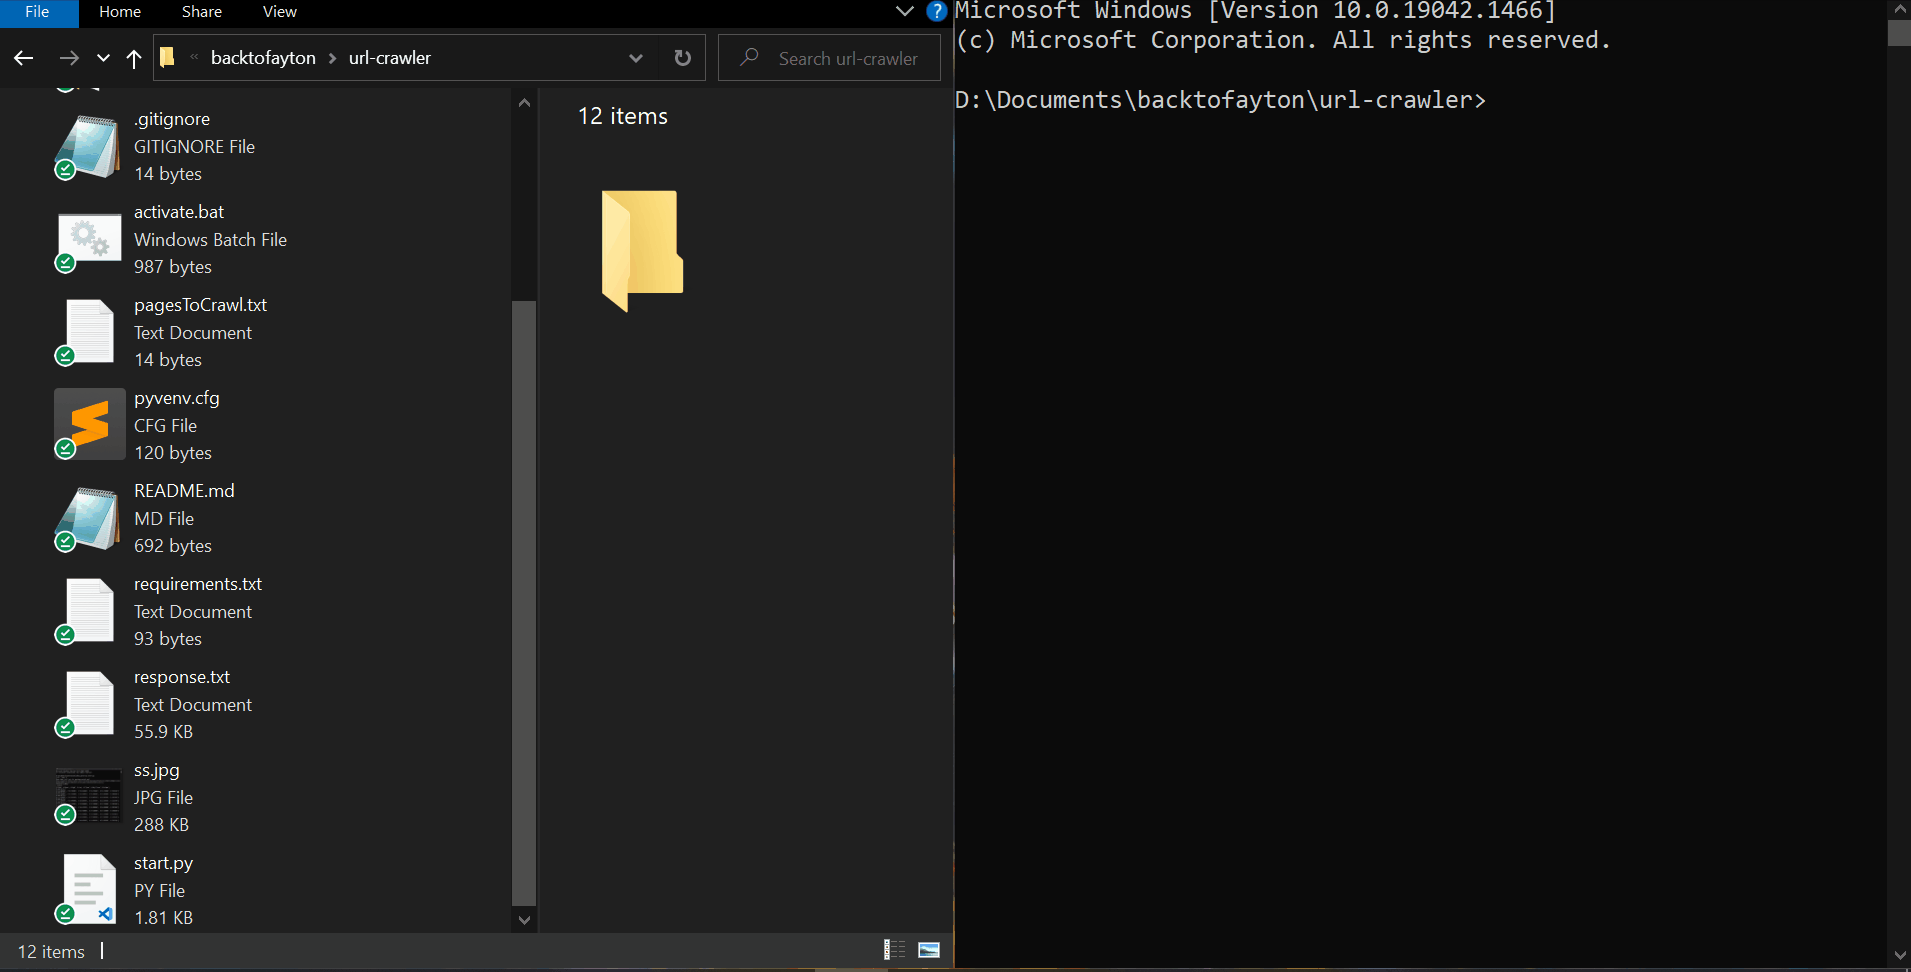 File Home Share View
?
« backtofayton > url-crawler
Search url-crawler
.gitignore
GITIGNORE File
14 bytes
activate.bat
Windows Batch File
987 bytes
pagesToCrawl.txt
Text Document
14 bytes
pyvenv.cfg
CFG File
120 bytes
README.md
MD File
692 bytes
requirements.txt
Text Document
93 bytes
response.txt
Text Document
55.9 KB
ss.jpg
JPG File
288 KB
start.py
PY File
1.81 KB
12 items
12 items
Microsoft Windows [Version 10.0.19042.1466]
(c) Microsoft Corporation. All rights reserved.
D:\Documents\backtofayton\url-crawler>